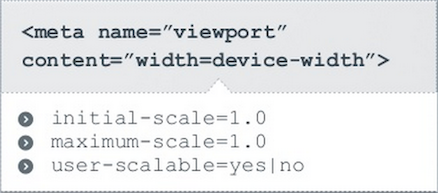 <meta name=”viewport”
content=”width=device-width”>
initial-scale=1.0
maximum-scale=1.0
user-scalable=yes|no